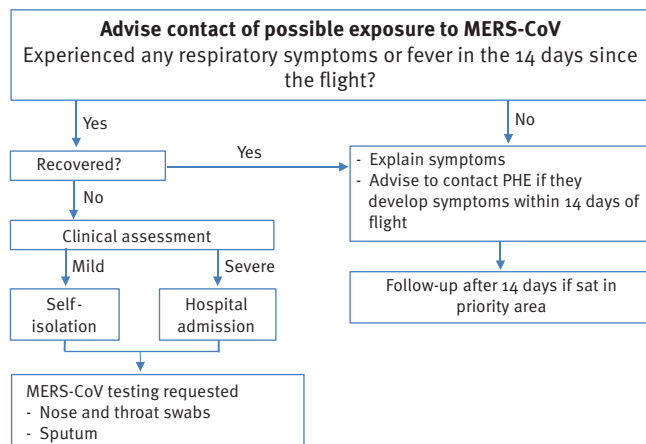 Advise contact of possible exposure to MERS-CoV
Experienced any respiratory symptoms or fever in the 14 days since
the flight?
Yes
No
Recovered?
Yes
- Explain symptoms
- Advise to contact PHE if they
develop symptoms within 14 days of
flight
No
Clinical assessment
Mild
Severe
Follow-up after 14 days if sat in
priority area
Self-
isolation
Hospital
admission
MERS-CoV testing requested
- Nose and throat swabs
- Sputum